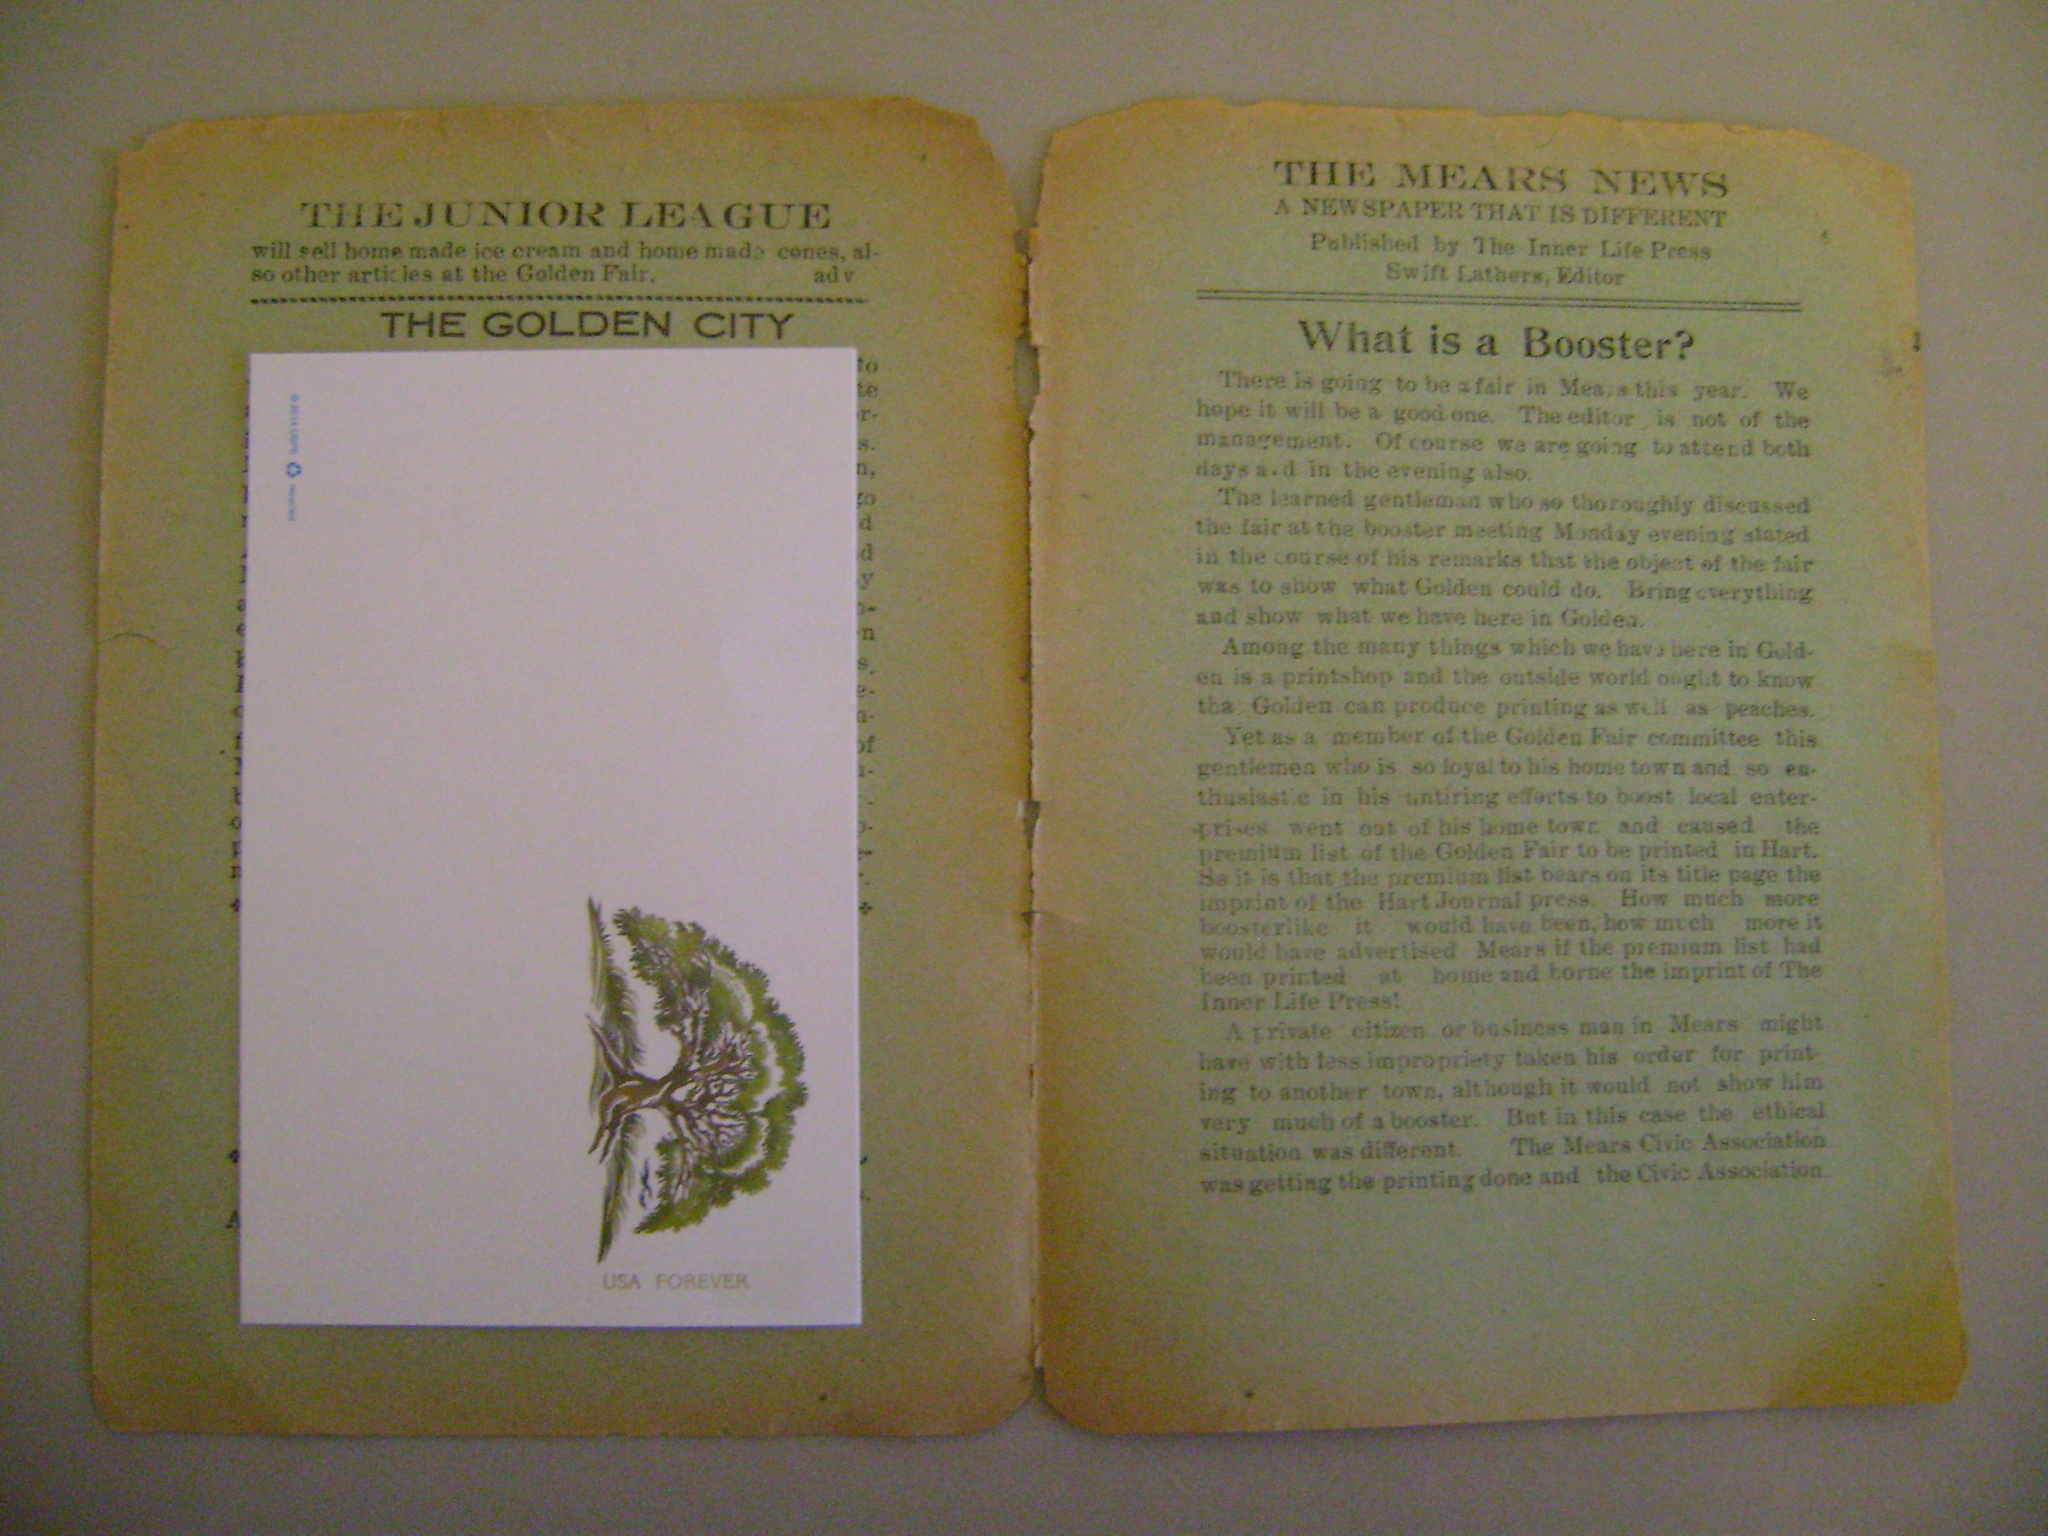 THE JUNIOR LEAGUE
will sell home made ice cream and home made cones, al-
so other articles at the Golden Fair. adv
THE GOLDEN CITY
to
te
or-
s.
n,
go
d
d
y
n-
n
s.
e-
n-
of
A
© 2014 USPS
USA FOREVER
THE MEARS NEWS
A NEWSPAPER THAT IS DIFFERENT
Published by The Inner Life Press
Swift Lathers, Editor
What is a Booster?
There is going to be a fair in Mears this year. We
hope it will be a good one. The editor is not of the
management. Of course we are going to attend both
days a.d in the evening also.
The learned gentleman who so thoroughly discussed
the fair at the booster meeting Monday evening stated
in the course of his remarks that the object of the fair
was to show what Golden could do. Bring everything
and show what we have here in Golden.
Among the many things which we have here in Gold-
en is a printshop and the outside world ought to know
tha Golden can produce printing as well as peaches.
Yet as a member of the Golden Fair committee this
gentlemen who is so loyal to his home town and so en-
thusiastic in his untiring efforts to boost local enter-
prises went out of his home town and caused the
premium list of the Golden Fair to be printed in Hart.
So it is that the premium list bears on its title page the
imprint of the Hart Journal press. How much more
boosterlike it would have been, how much more it
would have advertised Mears if the premium list had
been printed at home and borne the imprint of The
Inner Life Press!
A private citizen or business man in Mears might
have with less impropriety taken his order for print-
ing to another town, although it would not show him
very much of a booster. But in this case the ethical
situation was different. The Mears Civic Association
was getting the printing done and the Civic Association